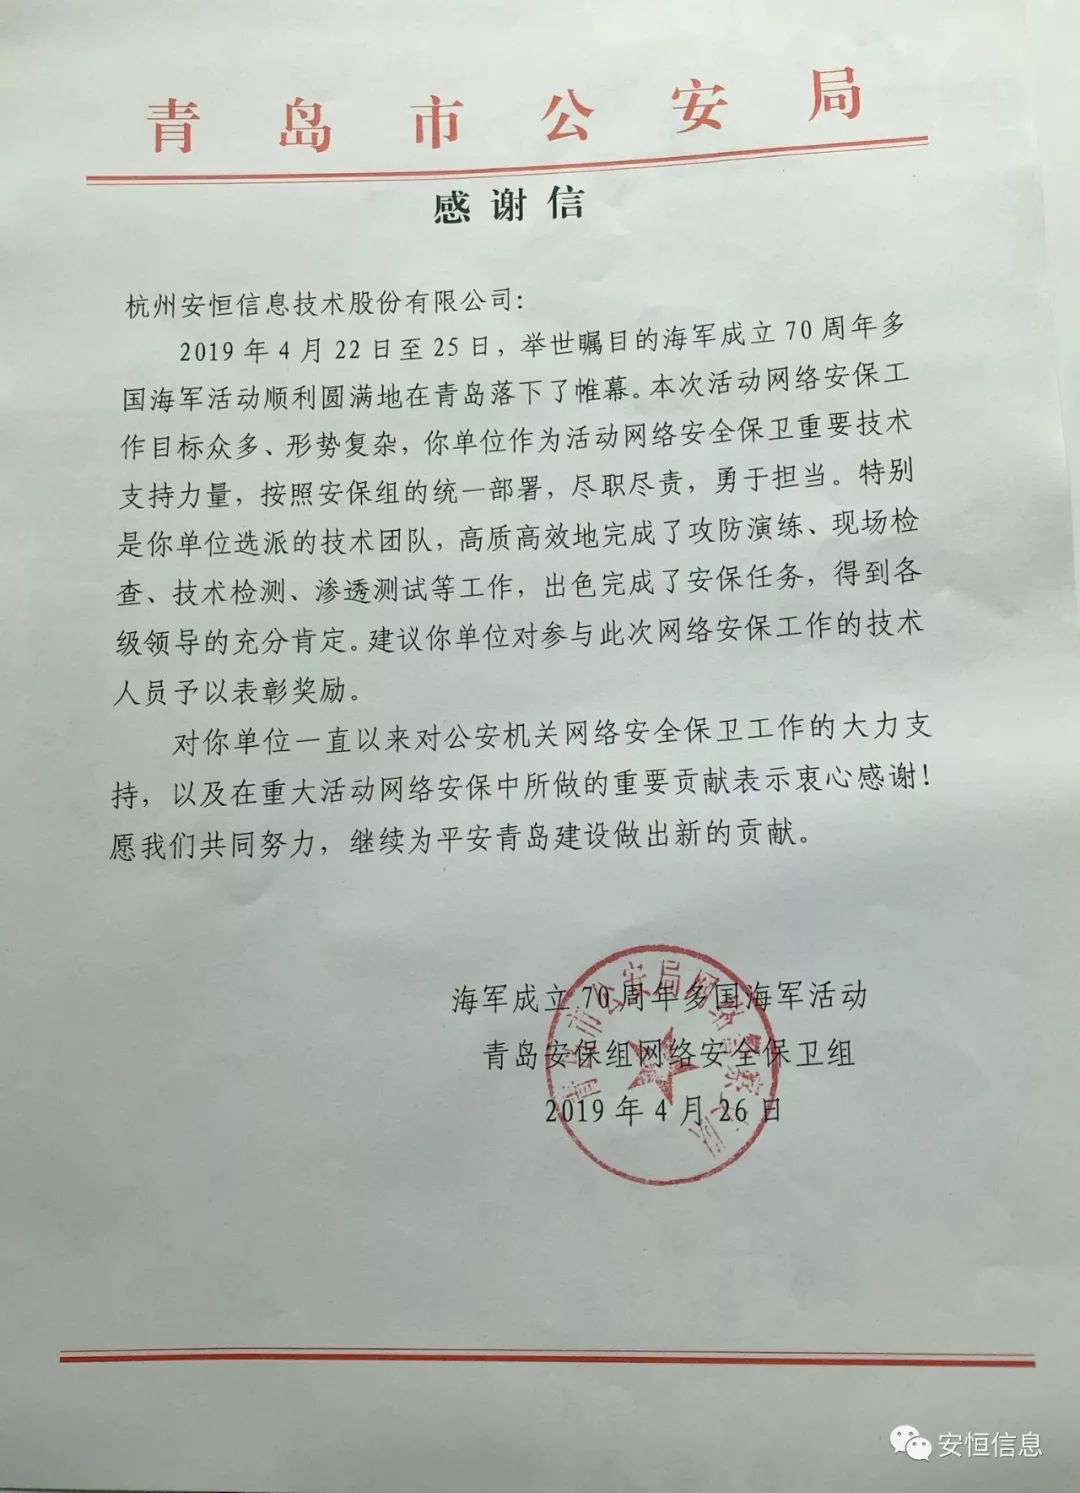 青岛市公安局
感谢信
杭州安恒信息技术股份有限公司：
2019年4月22日至25日，举世瞩目的海军成立70周年多
国海军活动顺利圆满地在青岛落下了帷幕。本次活动网络安保工
作目标众多、形势复杂，你单位作为活动网络安全保卫重要技术
支持力量，按照安保组的统一部署，尽职尽责，勇于担当。特别
是你单位选派的技术团队，高质高效地完成了攻防演练、现场检
查、技术检测、渗透测试等工作，出色完成了安保任务，得到各
级领导的充分肯定。建议你单位对参与此次网络安保工作的技术
人员予以表彰奖励。
对你单位一直以来对公安机关网络安全保卫工作的大力支
持，以及在重大活动网络安保中所做的重要贡献表示衷心感谢！
愿我们共同努力，继续为平安青岛建设做出新的贡献。
海军成立70周年多国海军活动
青岛安保组网络安全保卫组
2019年4月26日
青岛市公安局网络警察支队
安恒信息